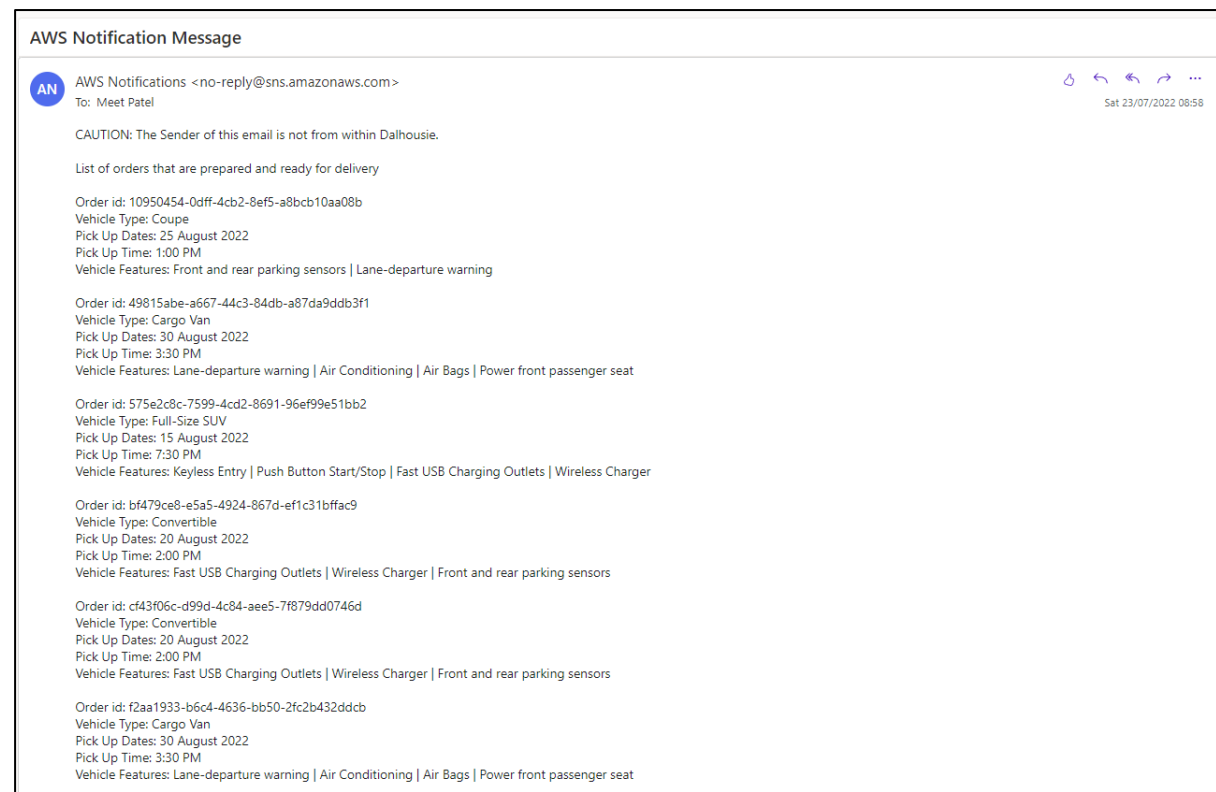 AWS Notification Message
AN
AWS Notifications <no-reply@sns.amazonaws.com>
To: Meet Patel
Sat 23/07/2022 08:58
CAUTION: The Sender of this email is not from within Dalhousie.
List of orders that are prepared and ready for delivery
Order id: 10950454-0dff-4cb2-8ef5-a8bcb10aa08b
Vehicle Type: Coupe
Pick Up Dates: 25 August 2022
Pick Up Time: 1:00 PM
Vehicle Features: Front and rear parking sensors | Lane-departure warning
Order id: 49815abe-a667-44c3-84db-a87da9ddb3f1
Vehicle Type: Cargo Van
Pick Up Dates: 30 August 2022
Pick Up Time: 3:30 PM
Vehicle Features: Lane-departure warning | Air Conditioning | Air Bags | Power front passenger seat
Order id: 575e2c8c-7599-4cd2-8691-96ef99e51bb2
Vehicle Type: Full-Size SUV
Pick Up Dates: 15 August 2022
Pick Up Time: 7:30 PM
Vehicle Features: Keyless Entry | Push Button Start/Stop | Fast USB Charging Outlets | Wireless Charger
Order id: bf479ce8-e5a5-4924-867d-ef1c31bffac9
Vehicle Type: Convertible
Pick Up Dates: 20 August 2022
Pick Up Time: 2:00 PM
Vehicle Features: Fast USB Charging Outlets | Wireless Charger | Front and rear parking sensors
Order id: cf43f06c-d99d-4c84-aee5-7f879dd0746d
Vehicle Type: Convertible
Pick Up Dates: 20 August 2022
Pick Up Time: 2:00 PM
Vehicle Features: Fast USB Charging Outlets | Wireless Charger | Front and rear parking sensors
Order id: f2aa1933-b6c4-4636-bb50-2fc2b432ddcb
Vehicle Type: Cargo Van
Pick Up Dates: 30 August 2022
Pick Up Time: 3:30 PM
Vehicle Features: Lane-departure warning | Air Conditioning | Air Bags | Power front passenger seat